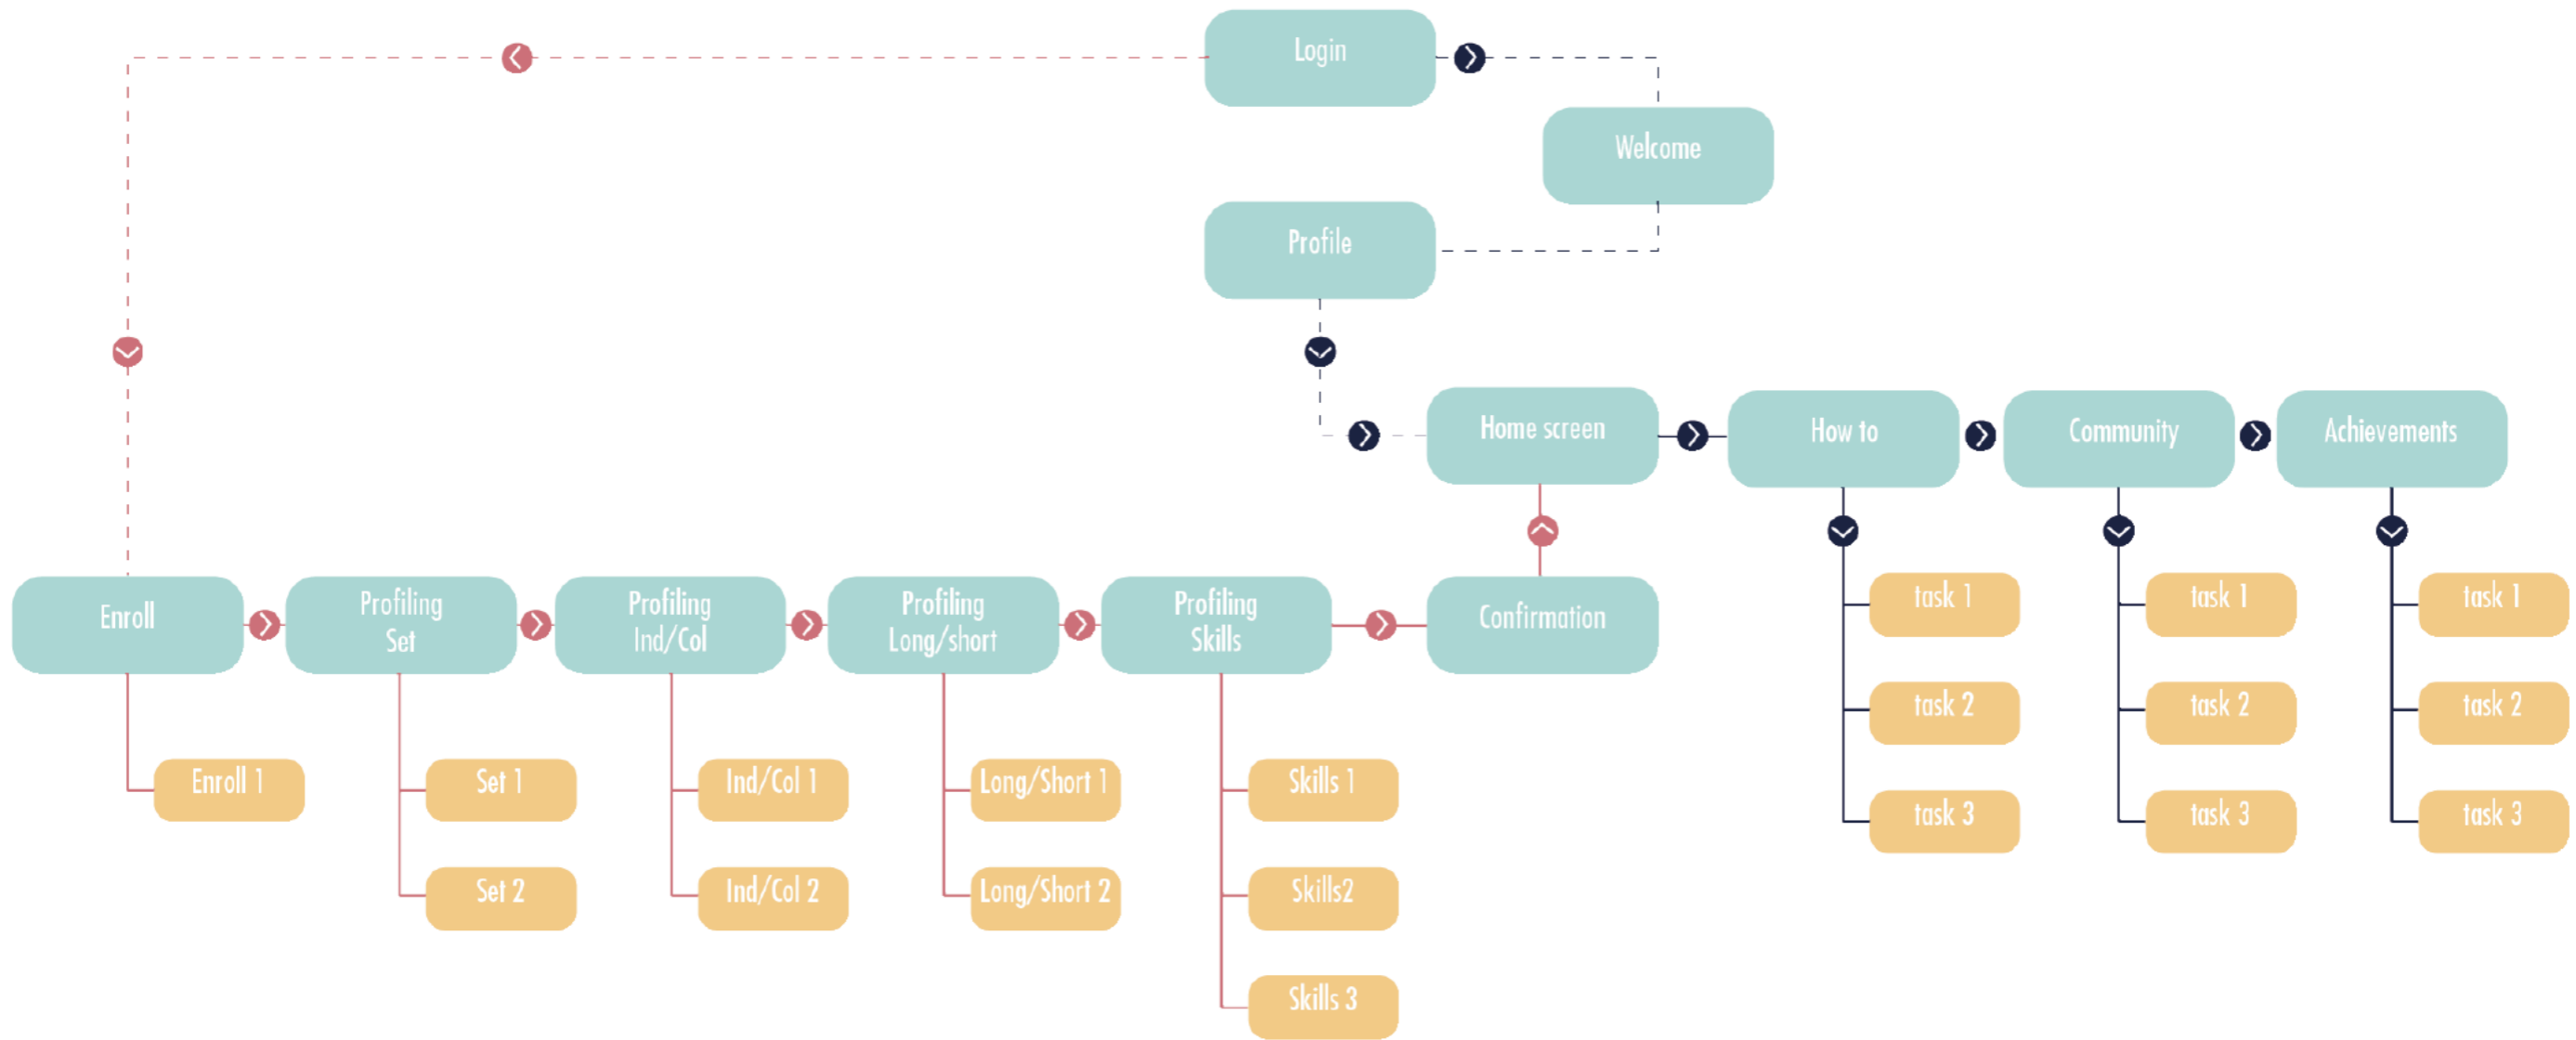 Login
Welcome
Profile
Home screen
How to
Community
Achievements
Enroll
Profiling
Set
Profiling
Ind/Col
Profiling
Long/short
Profiling
Skills
Confirmation
task 1
task 1
task 1
task 2
task 2
task 2
task 3
task 3
task 3
Enroll 1
Set 1
Ind/Col 1
Long/Short 1
Skills 1
Set 2
Ind/Col 2
Long/Short 2
Skills2
Skills 3